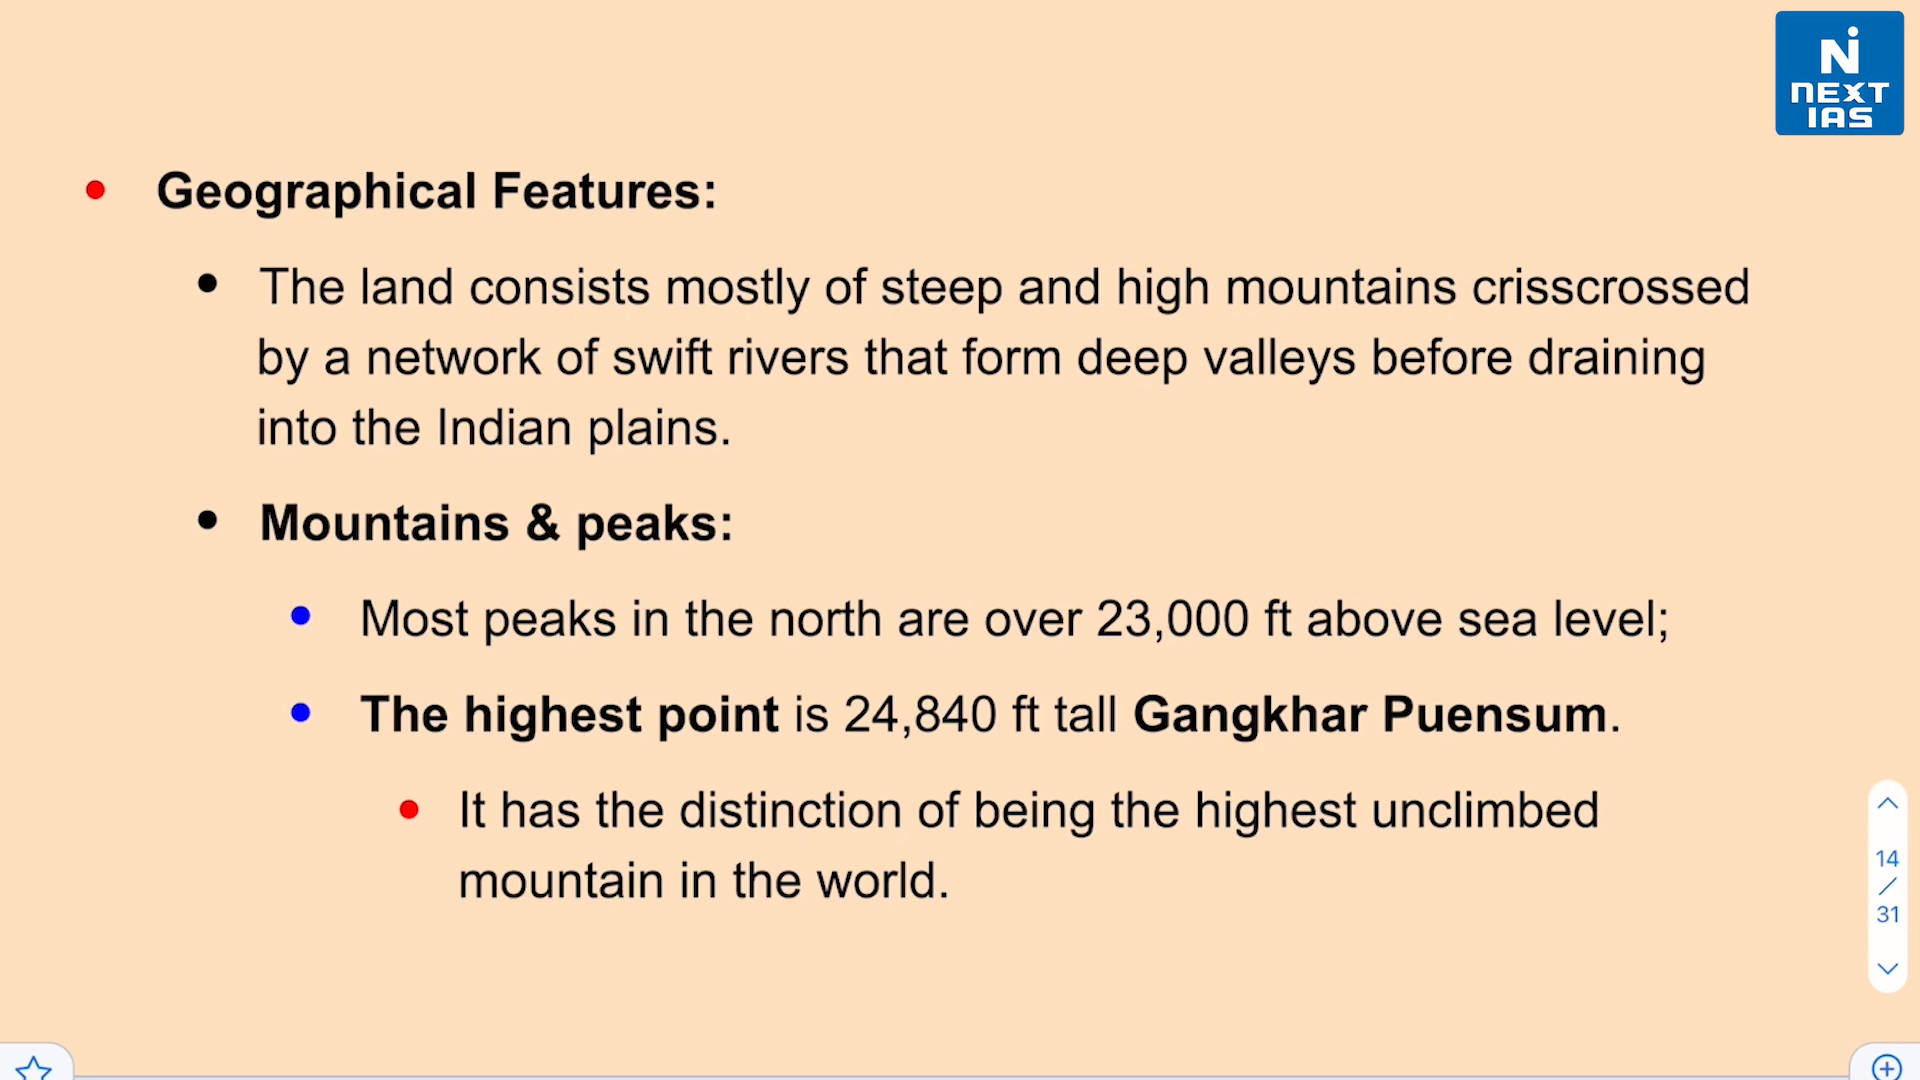 N
NEXT
IAS
Geographical Features:
The land consists mostly of steep and high mountains crisscrossed
by a network of swift rivers that form deep valleys before draining
into the Indian plains.
Mountains & peaks:
Most peaks in the north are over 23,000 ft above sea level;
The highest point is 24,840 ft tall Gangkhar Puensum.
It has the distinction of being the highest unclimbed
mountain in the world.
14
/
31